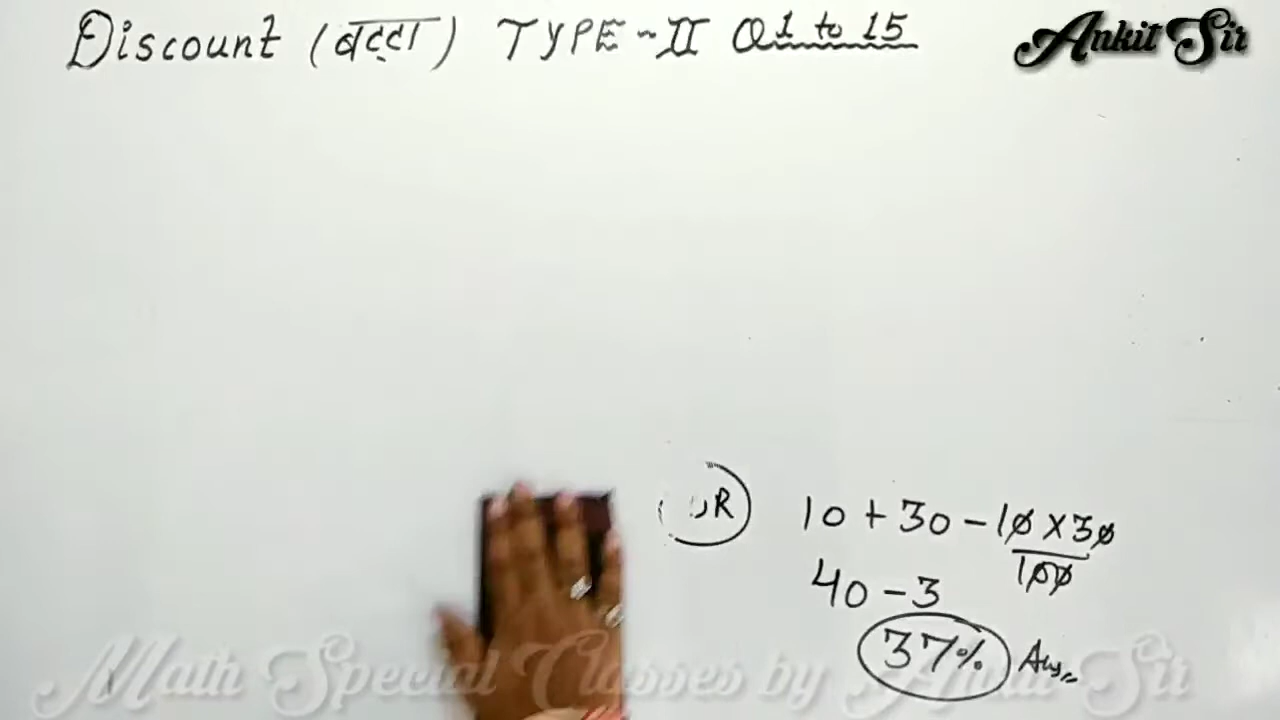 Discount (बट्टा) TYPE-II Q1 to 15
Ankit Sir
OR
10 + 30 - 10 × 30
100
40 - 3
37% Ans
Math Special Classes by Ankit Sir